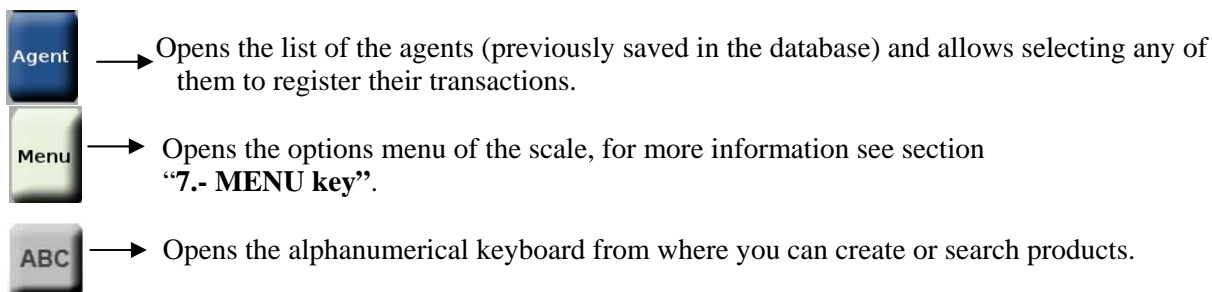 Agent
Opens the list of the agents (previously saved in the database) and allows selecting any of
them to register their transactions.
Menu
Opens the options menu of the scale, for more information see section
“7.- MENU key”.
ABC
Opens the alphanumerical keyboard from where you can create or search products.